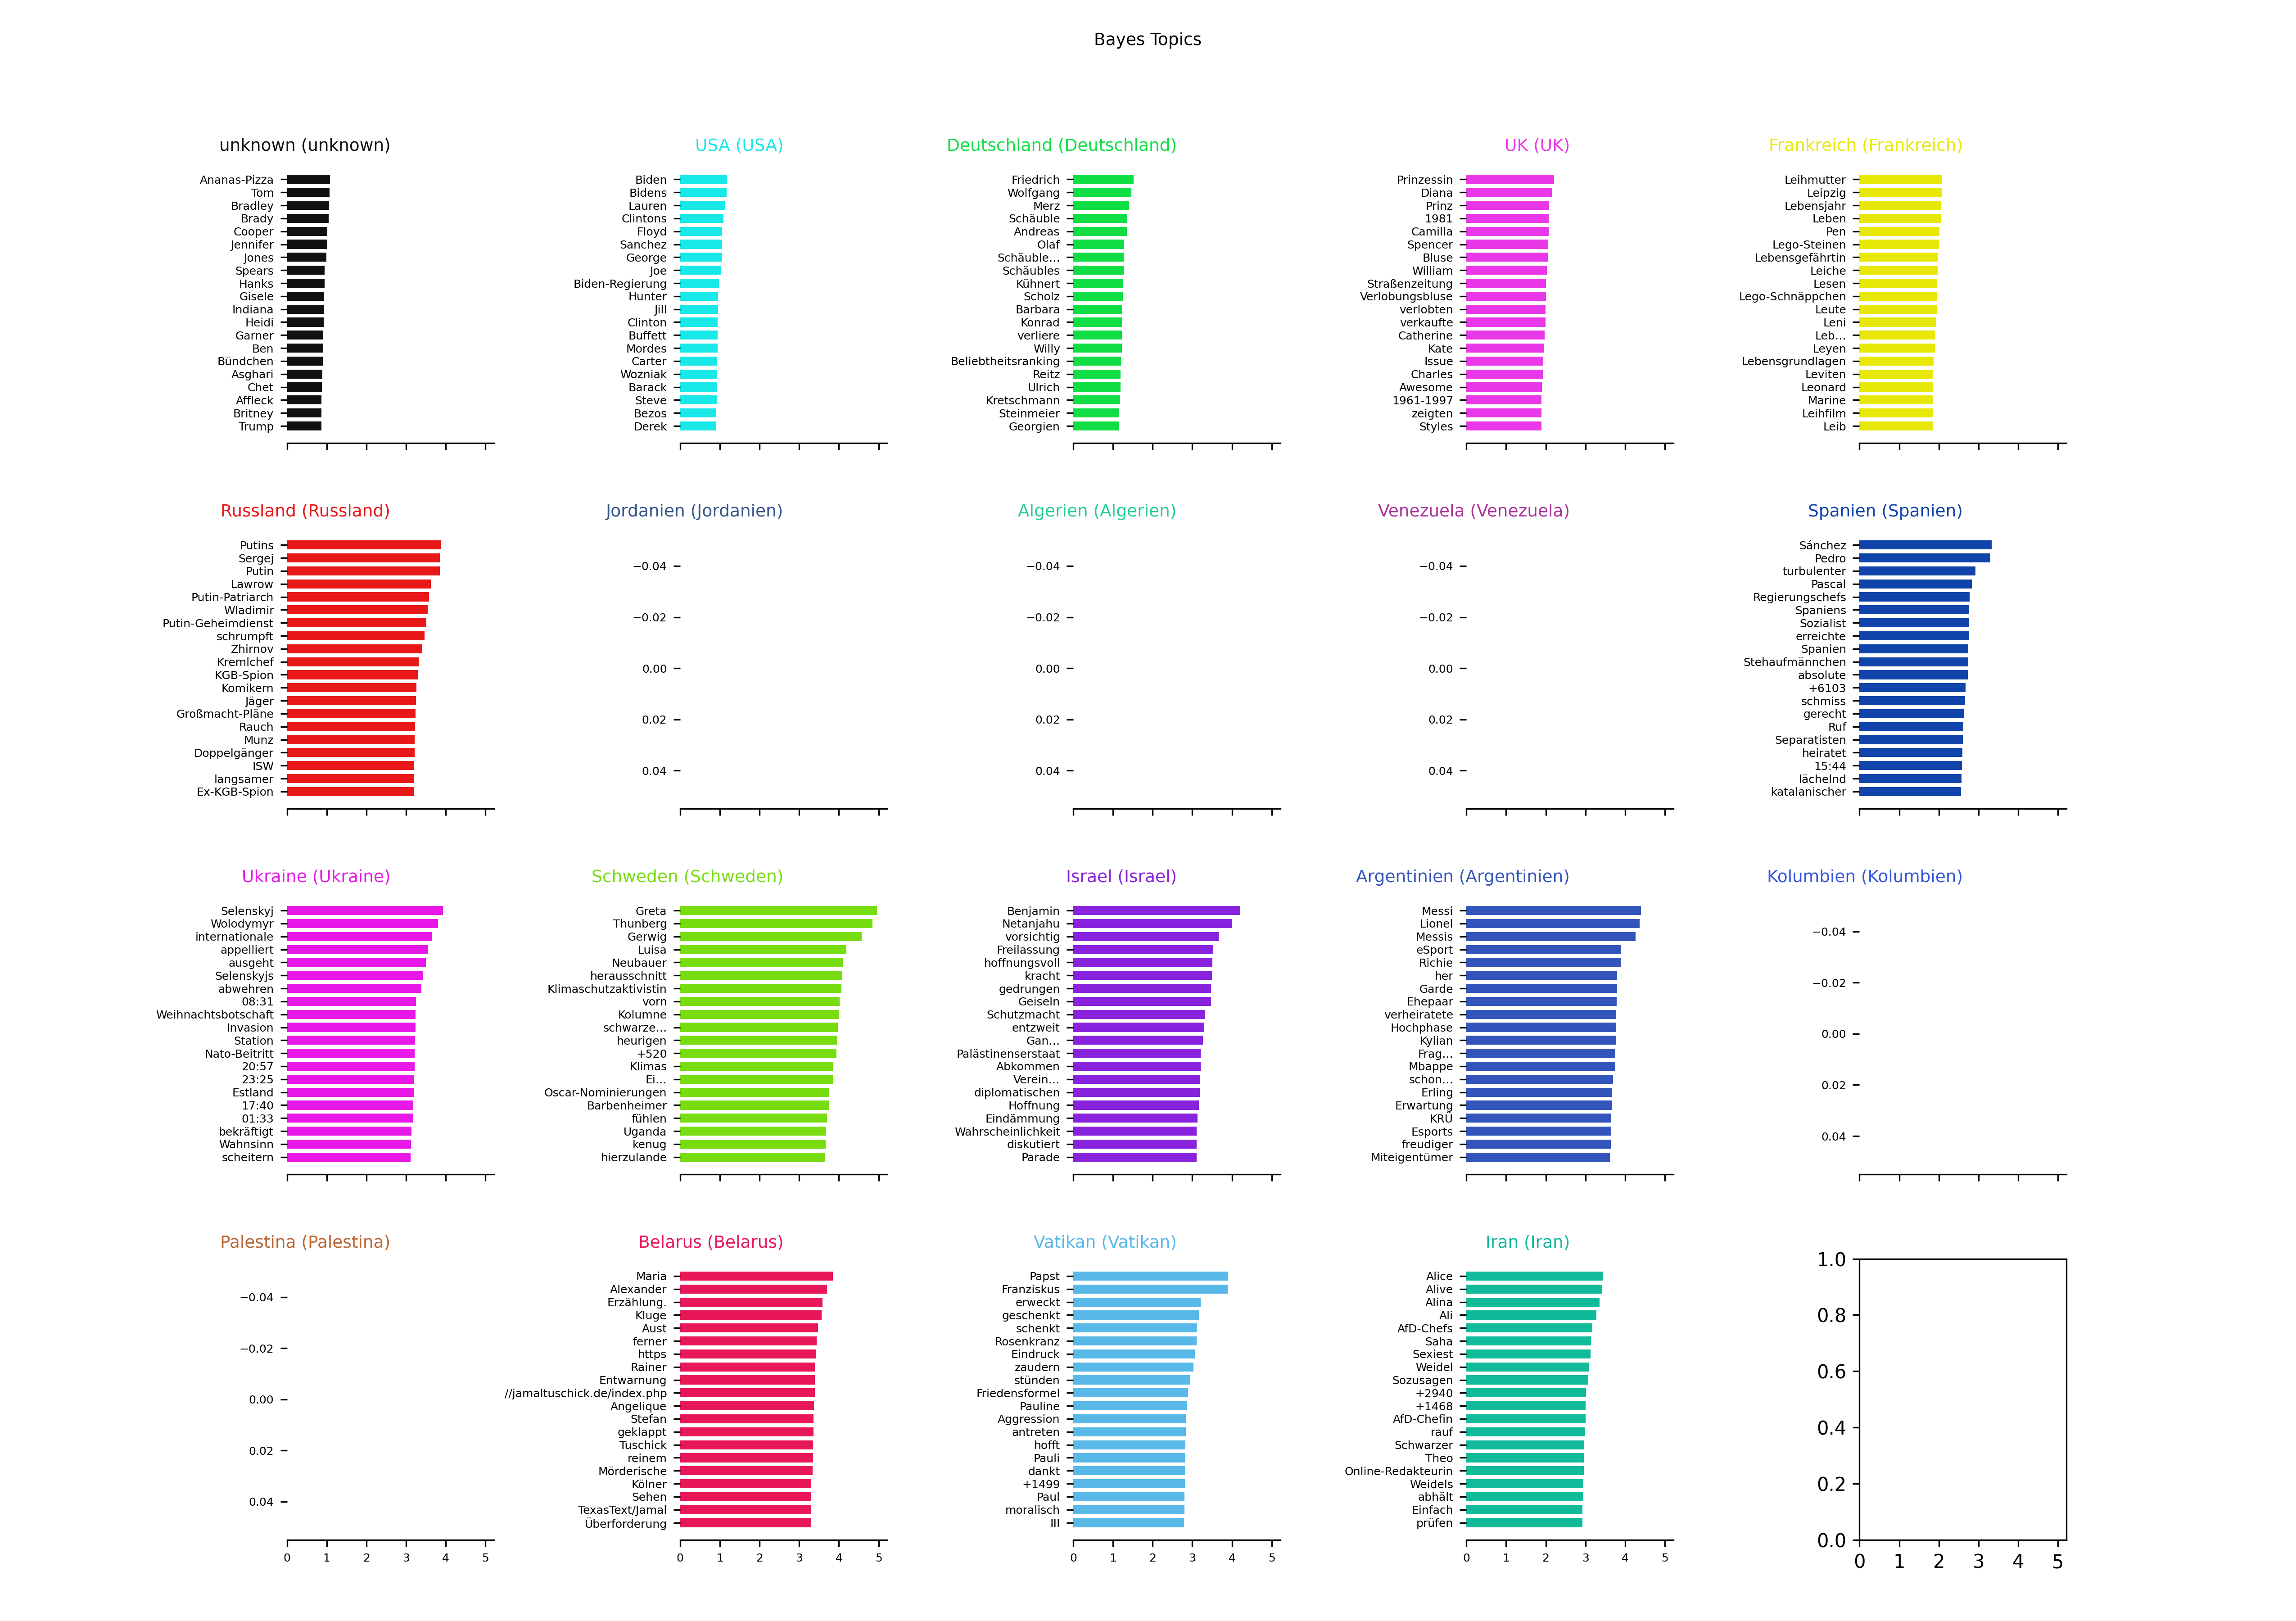 Bayes Topics
unknown (unknown)
Ananas-Pizza
Tom
Bradley
Brady
Cooper
Jennifer
Jones
Spears
Hanks
Gisele
Indiana
Heidi
Garner
Ben
Bündchen
Asghari
Chet
Affleck
Britney
Trump
USA (USA)
Biden
Bidens
Lauren
Clintons
Floyd
Sanchez
George
Joe
Biden-Regierung
Hunter
Jill
Clinton
Buffett
Mordes
Carter
Wozniak
Barack
Steve
Bezos
Derek
Deutschland (Deutschland)
Friedrich
Wolfgang
Merz
Schäuble
Andreas
Olaf
Schäuble...
Schäubles
Kühnert
Scholz
Barbara
Konrad
verliere
Willy
Beliebtheitsranking
Reitz
Ulrich
Kretschmann
Steinmeier
Georgien
UK (UK)
Prinzessin
Diana
Prinz
1981
Camilla
Spencer
Bluse
William
Straßenzeitung
Verlobungsbluse
verlobten
verkaufte
Catherine
Kate
Issue
Charles
Awesome
1961-1997
zeigten
Styles
Frankreich (Frankreich)
Leihmutter
Leipzig
Lebensjahr
Leben
Pen
Lego-Steinen
Lebensgefährtin
Leiche
Lesen
Lego-Schnäppchen
Leute
Leni
Leb...
Leyen
Lebensgrundlagen
Leviten
Leonard
Marine
Leihfilm
Leib
Russland (Russland)
Putins
Sergej
Putin
Lawrow
Putin-Patriarch
Wladimir
Putin-Geheimdienst
schrumpft
Zhirnov
Kremlchef
KGB-Spion
Komikern
Jäger
Großmacht-Pläne
Rauch
Munz
Doppelgänger
ISW
langsamer
Ex-KGB-Spion
Jordanien (Jordanien)
−0.04
−0.02
0.00
0.02
0.04
Algerien (Algerien)
−0.04
−0.02
0.00
0.02
0.04
Venezuela (Venezuela)
−0.04
−0.02
0.00
0.02
0.04
Spanien (Spanien)
Sánchez
Pedro
turbulenter
Pascal
Regierungschefs
Spaniens
Sozialist
erreichte
Spanien
Stehaufmännchen
absolute
+6103
schmiss
gerecht
Ruf
Separatisten
heiratet
15:44
lächelnd
katalanischer
Ukraine (Ukraine)
Selenskyj
Wolodymyr
internationale
appelliert
ausgeht
Selenskyjs
abwehren
08:31
Weihnachtsbotschaft
Invasion
Station
Nato-Beitritt
20:57
23:25
Estland
17:40
01:33
bekräftigt
Wahnsinn
scheitern
Schweden (Schweden)
Greta
Thunberg
Gerwig
Luisa
Neubauer
herausschnitt
Klimaschutzaktivistin
vorn
Kolumne
schwarze...
heurigen
+520
Klimas
Ei...
Oscar-Nominierungen
Barbenheimer
fühlen
Uganda
kenug
hierzulande
Israel (Israel)
Benjamin
Netanjahu
vorsichtig
Freilassung
hoffnungsvoll
kracht
gedrungen
Geiseln
Schutzmacht
entzweit
Gan...
Palästinenserstaat
Abkommen
Verein...
diplomatischen
Hoffnung
Eindämmung
Wahrscheinlichkeit
diskutiert
Parade
Argentinien (Argentinien)
Messi
Lionel
Messis
eSport
Richie
her
Garde
Ehepaar
verheiratete
Hochphase
Kylian
Frag...
Mbappe
schon...
Erling
Erwartung
KRÜ
Esports
freudiger
Miteigentümer
Kolumbien (Kolumbien)
−0.04
−0.02
0.00
0.02
0.04
Palestina (Palestina)
−0.04
−0.02
0.00
0.02
0.04
0 1 2 3 4 5
Belarus (Belarus)
Maria
Alexander
Erzählung.
Kluge
Aust
ferner
https
Rainer
Entwarnung
//jamaltuschick.de/index.php
Angelique
Stefan
geklappt
Tuschick
reinem
Mörderische
Kölner
Sehen
TexasText/Jamal
Überforderung
0 1 2 3 4 5
Vatikan (Vatikan)
Papst
Franziskus
erweckt
geschenkt
schenkt
Rosenkranz
Eindruck
zaudern
stünden
Friedensformel
Pauline
Aggression
antreten
hofft
Pauli
dankt
+1499
Paul
moralisch
III
0 1 2 3 4 5
Iran (Iran)
Alice
Alive
Alina
Ali
AfD-Chefs
Saha
Sexiest
Weidel
Sozusagen
+2940
+1468
AfD-Chefin
rauf
Schwarzer
Theo
Online-Redakteurin
Weidels
abhält
Einfach
prüfen
0 1 2 3 4 5
1.0
0.8
0.6
0.4
0.2
0.0
0 1 2 3 4 5